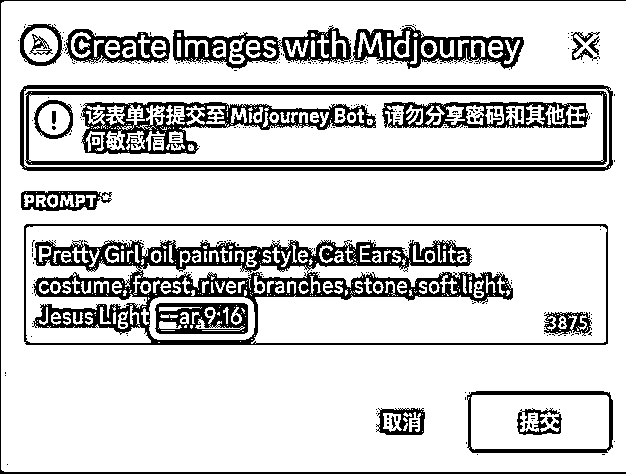 Create images with Midjourney
该表单将提交至 Midjourney Bot。请勿分享密码和其他任
何敏感信息。
PROMPT
Pretty Girl, oil painting style, Cat Ears, Lolita
costume, forest, river, branches, stone, soft light,
Jesus Light --ar 9:16
3875
取消
提交